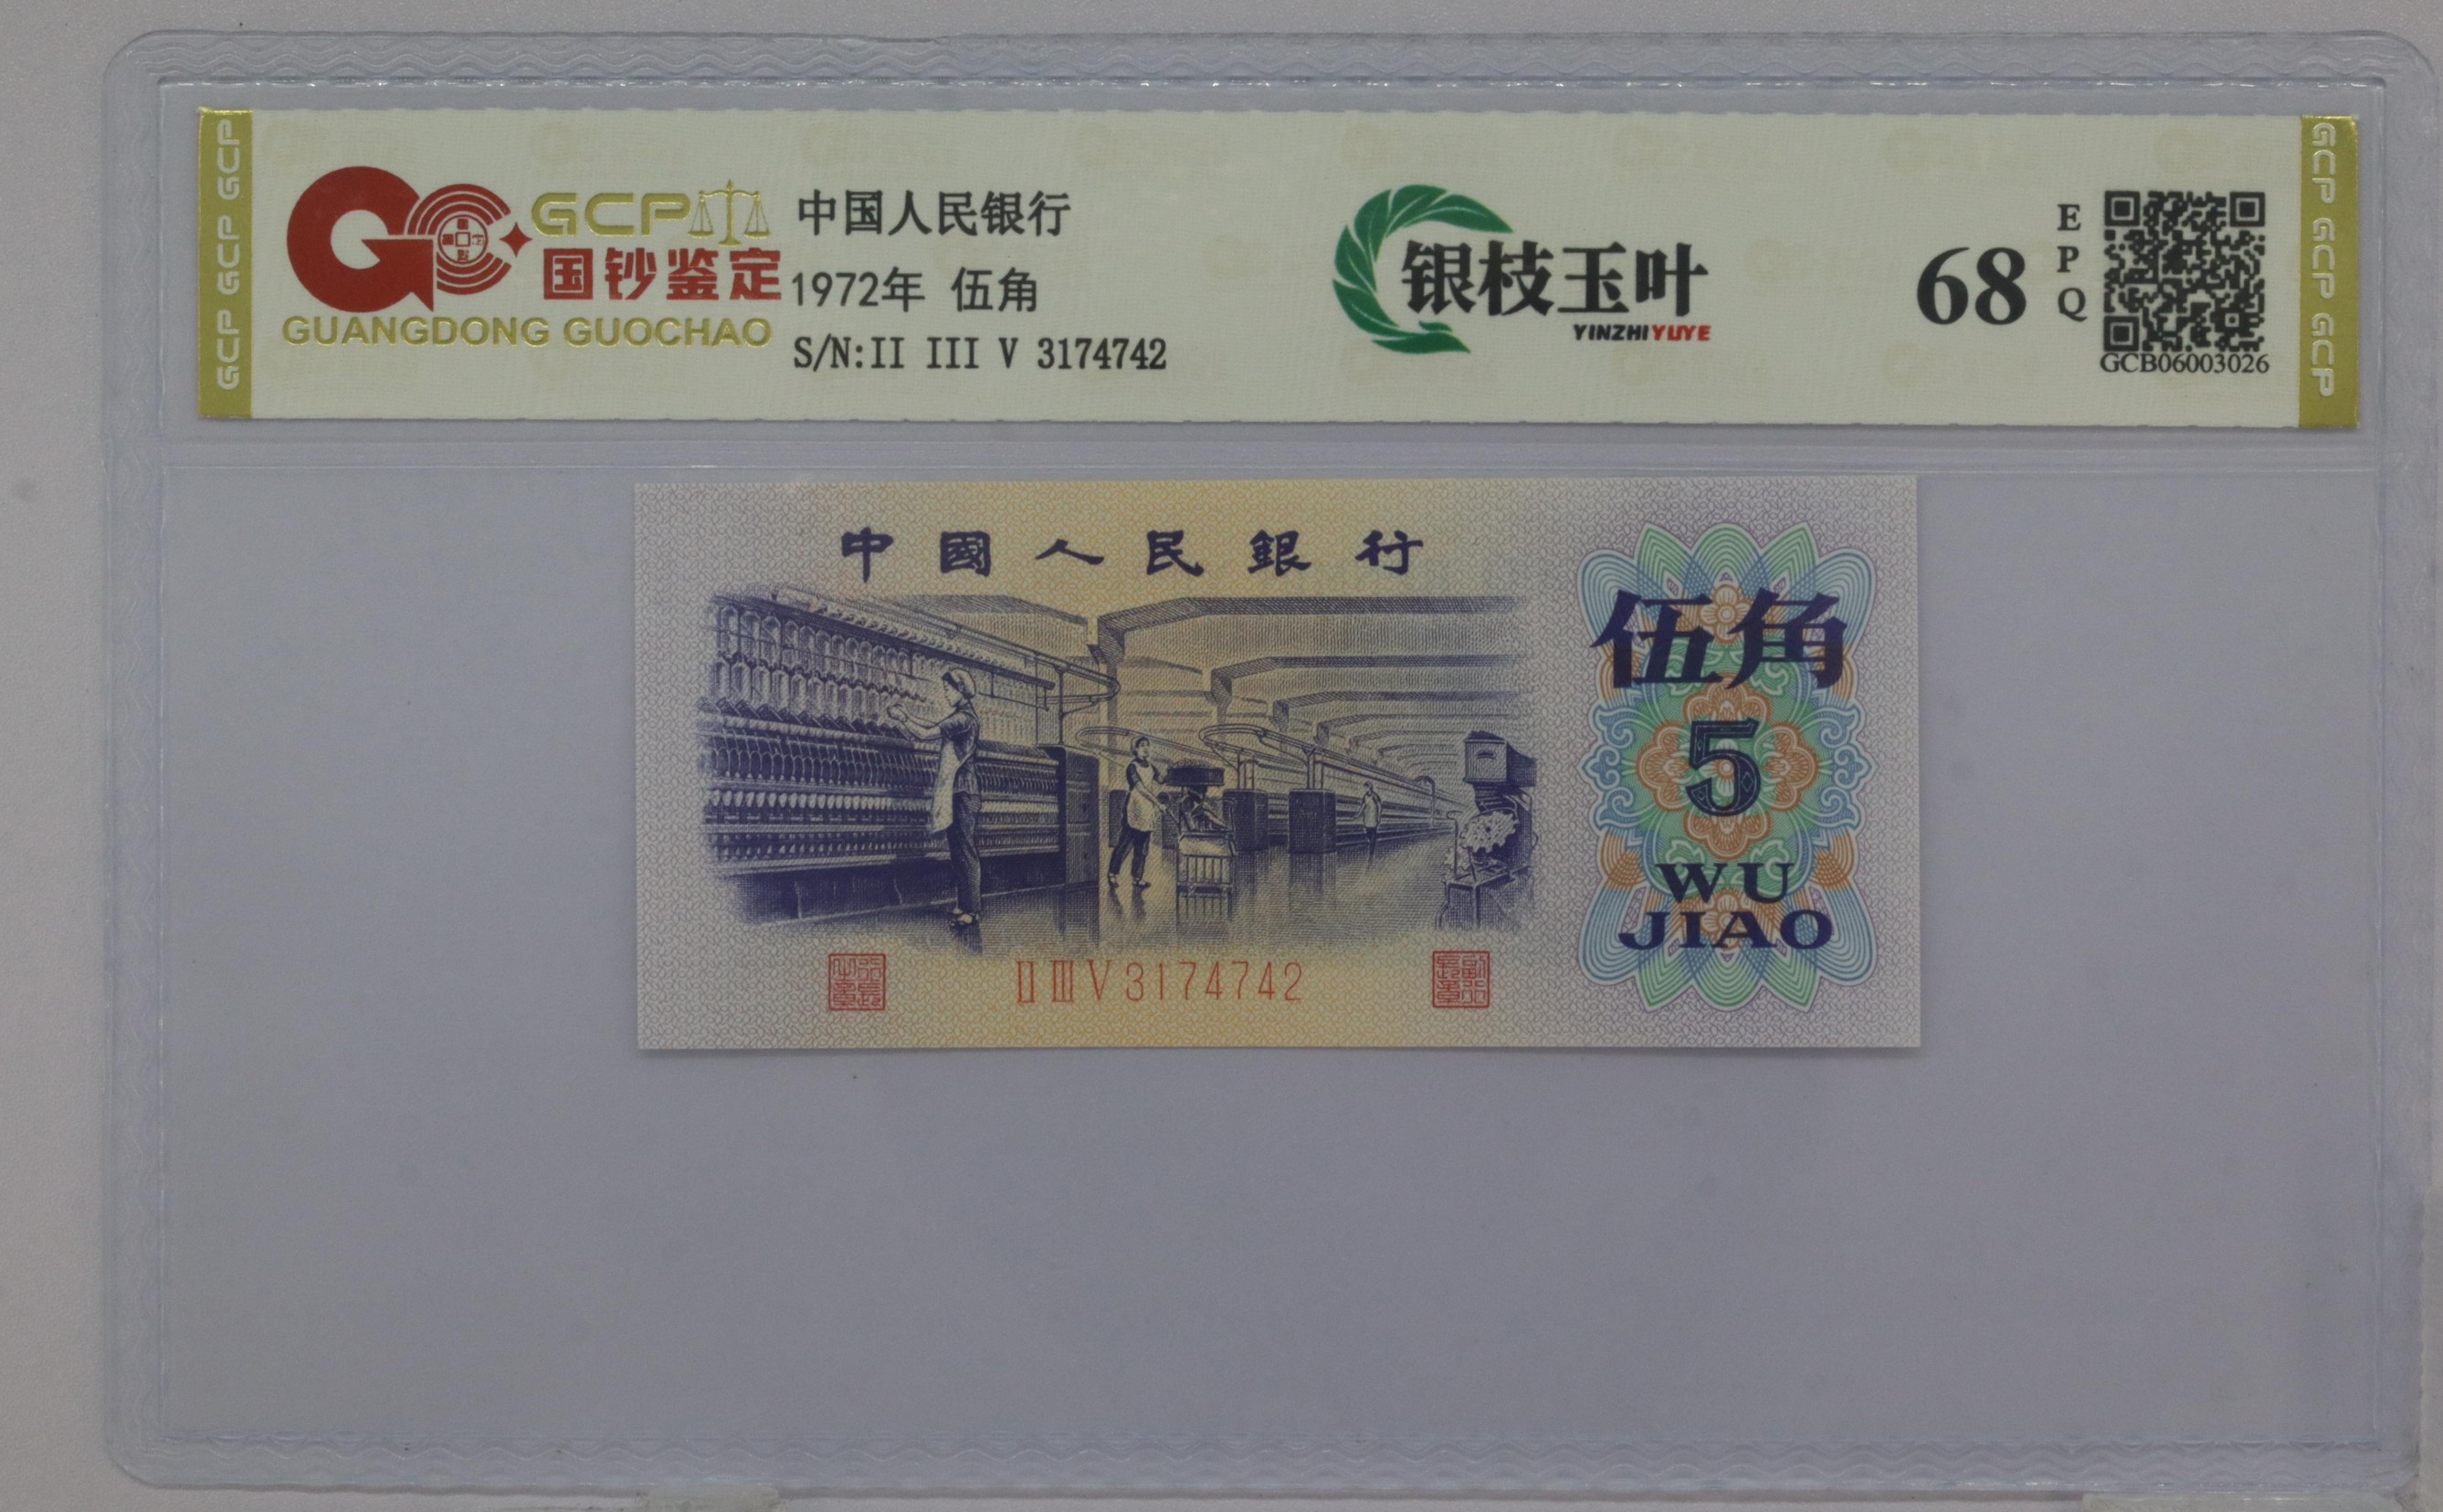 GCP GCP GCP
GCP
国钞鉴定
GUANGDONG GUOCHAO
中国人民银行
1972年 伍角
S/N:II III V 3174742
银枝玉叶
YINZHIYUYE
68
EPQ
GCB06003026
GCP GCP GCP
中國人民銀行
伍角
5
WU
JIAO
II III V 3174742